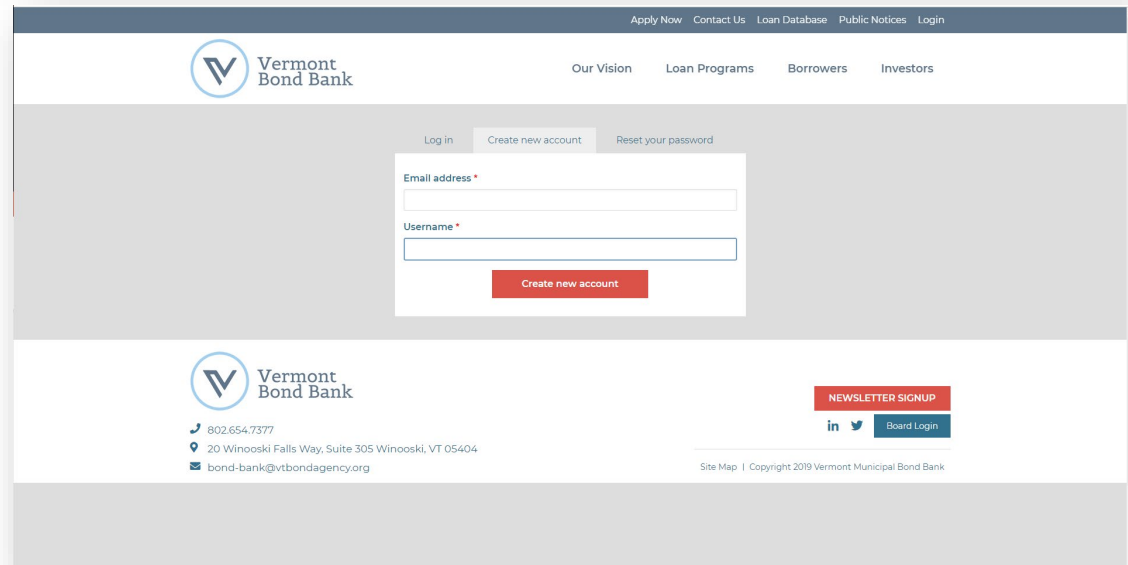 Apply Now Contact Us Loan Database Public Notices Login
Vermont
Bond Bank
Our Vision Loan Programs Borrowers Investors
Log in Create new account Reset your password
Email address *
Username *
Create new account
Vermont
Bond Bank
802.654.7377
20 Winooski Falls Way, Suite 305 Winooski, VT 05404
bond-bank@vtbondagency.org
NEWSLETTER SIGNUP
in Board Login
Site Map | Copyright 2019 Vermont Municipal Bond Bank